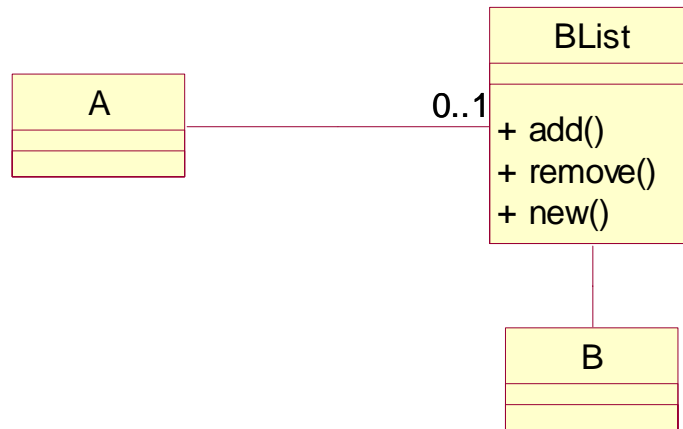 BList
A
0..1
+ add()
+ remove()
+ new()
B